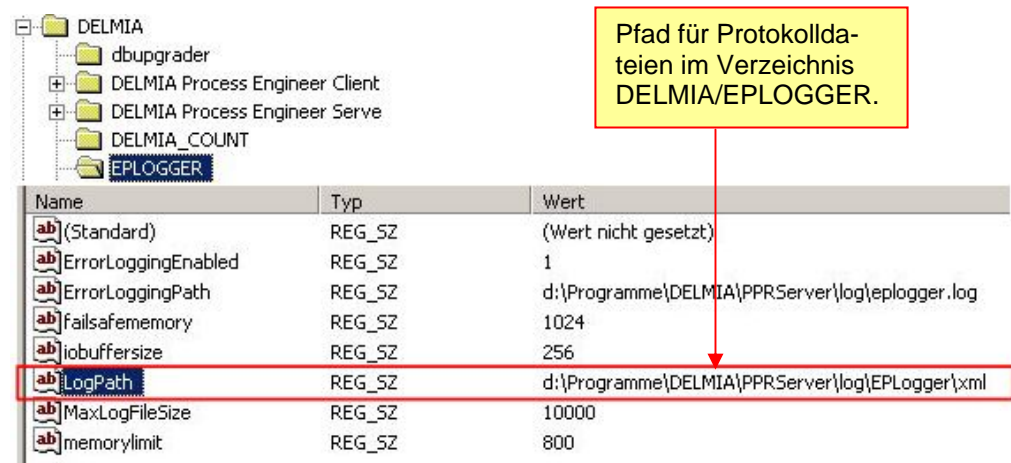 DELMIA
dbupgrader
DELMIA Process Engineer Client
DELMIA Process Engineer Serve
DELMIA_COUNT
EPLOGGER
Pfad für Protokollda-
teien im Verzeichnis
DELMIA/EPLOGGER.
Name Typ Wert
(Standard) REG_SZ (Wert nicht gesetzt)
ErrorLoggingEnabled REG_SZ 1
ErrorLoggingPath REG_SZ d:\Programme\DELMIA\PPRServer\log\eplogger.log
failsafememory REG_SZ 1024
iobuffersize REG_SZ 256
LogPath REG_SZ d:\Programme\DELMIA\PPRServer\log\EPLogger\xml
MaxLogFileSize REG_SZ 10000
memorylimit REG_SZ 800